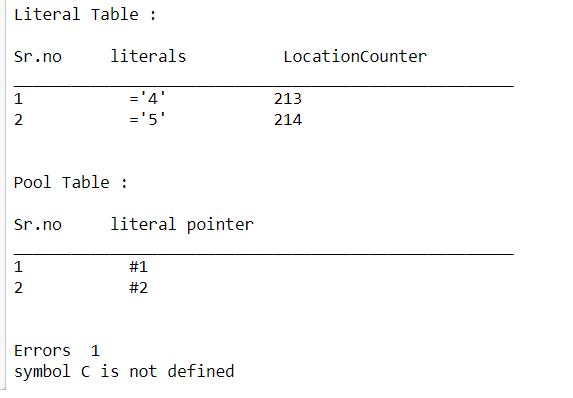 Literal Table :
Sr.no literals LocationCounter
1 ='4' 213
2 ='5' 214
Pool Table :
Sr.no literal pointer
1 #1
2 #2
Errors 1
symbol C is not defined